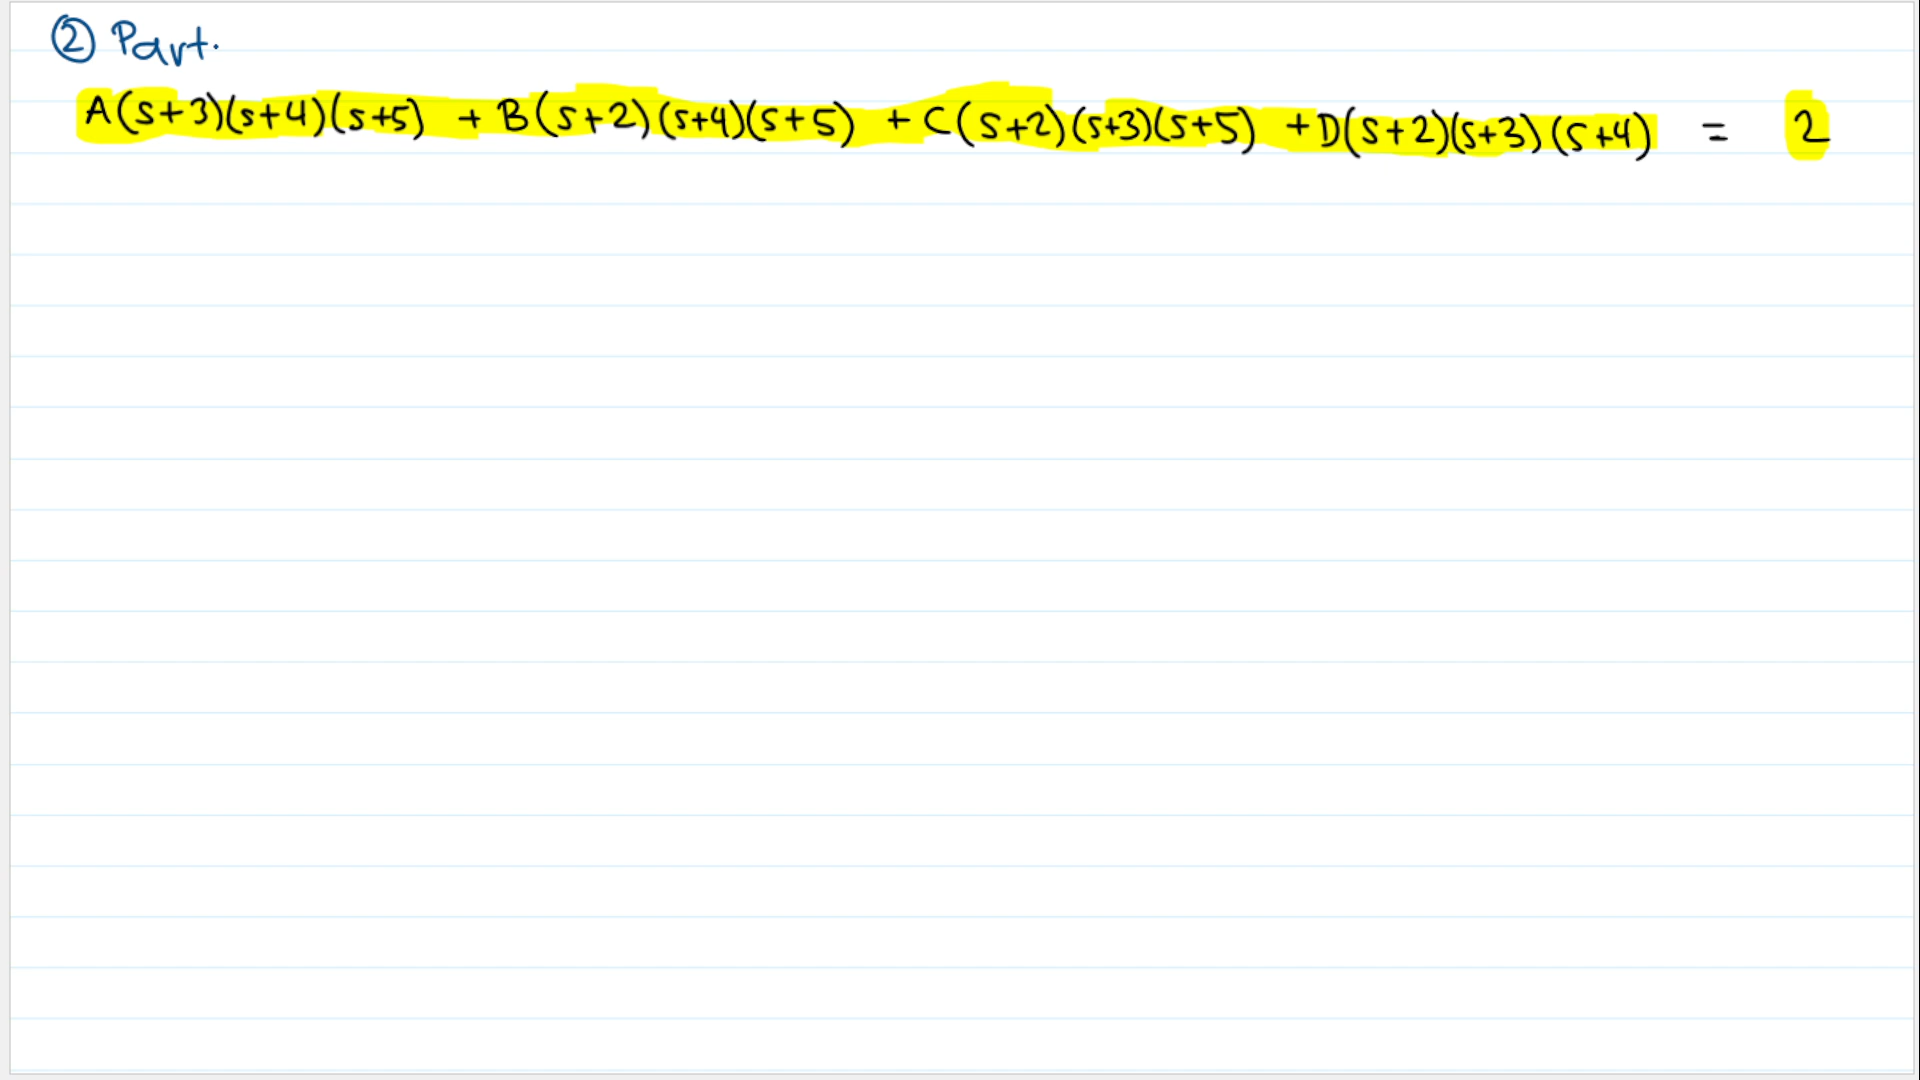 ② Part.
A(s+3)(s+4)(s+5) + B(s+2)(s+4)(s+5) + C(s+2)(s+3)(s+5) + D(s+2)(s+3)(s+4) = 2